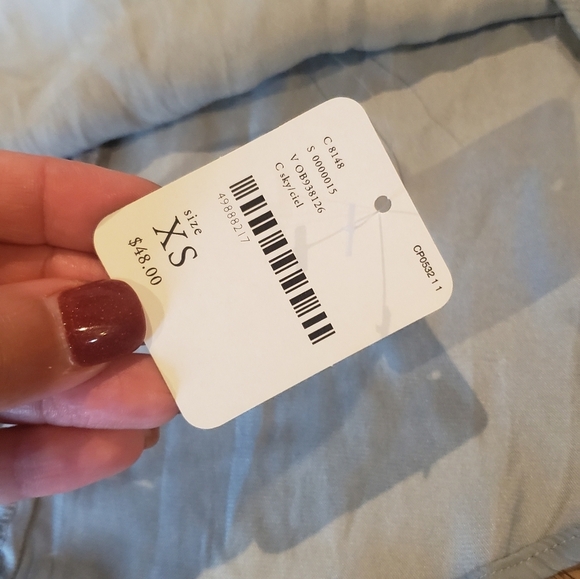 C 8148
S 0000015
V OB938126
C sky/ciel
49888217
size
XS
$48.00
CP0532 1 1